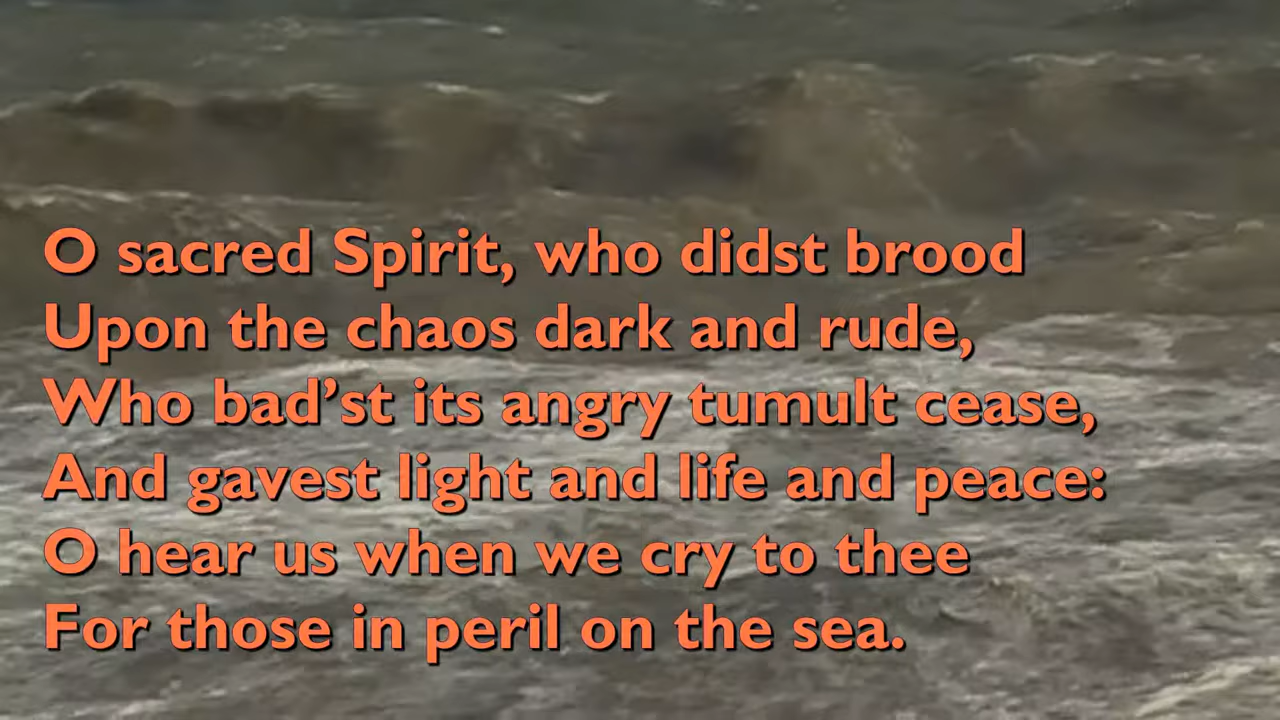 O sacred Spirit, who didst brood
Upon the chaos dark and rude,
Who bad’st its angry tumult cease,
And gavest light and life and peace:
O hear us when we cry to thee
For those in peril on the sea.